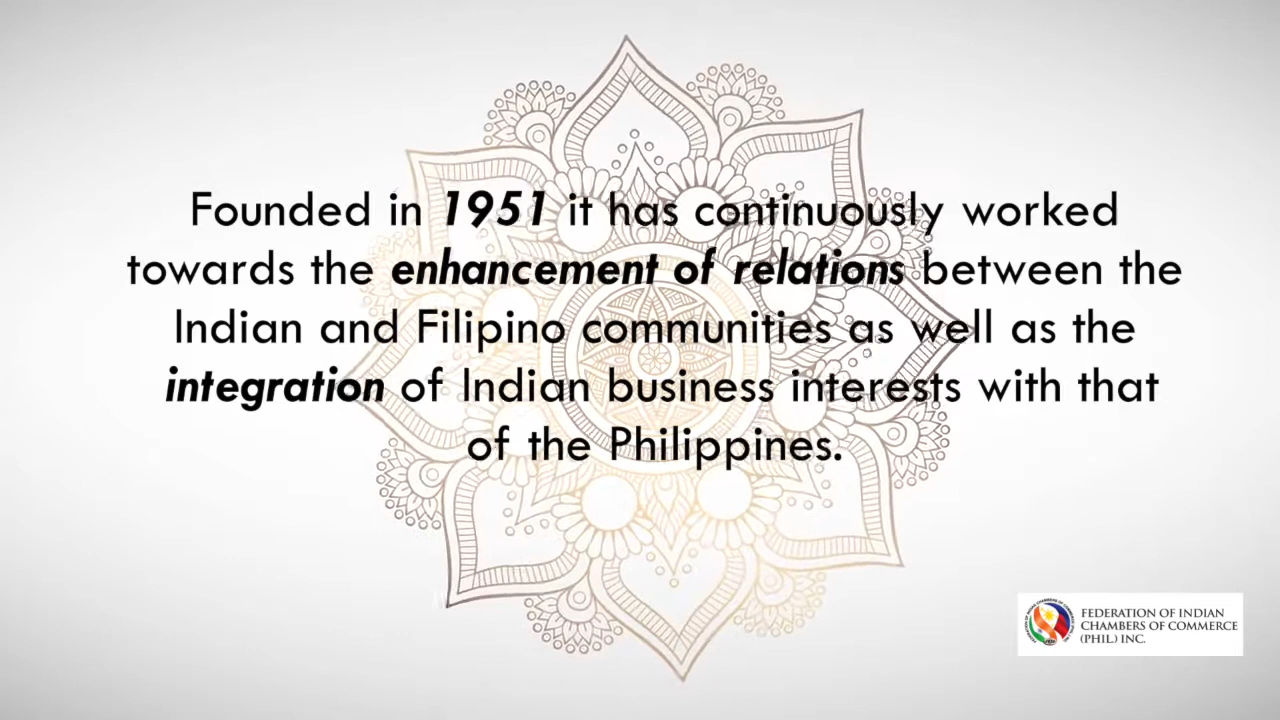 Founded in 1951 it has continuously worked
towards the enhancement of relations between the
Indian and Filipino communities as well as the
integration of Indian business interests with that
of the Philippines.
FEDERATION OF INDIAN
CHAMBERS OF COMMERCE
(PHIL) INC.